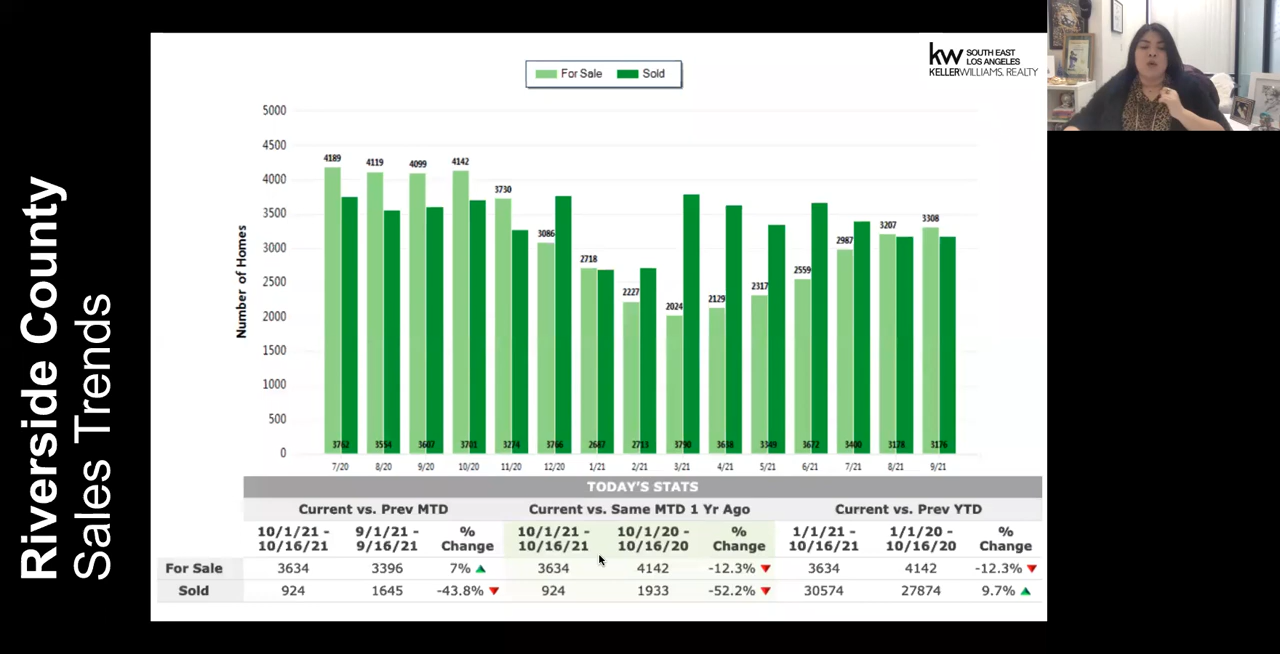 Riverside County
Sales Trends
kw SOUTH EAST
LOS ANGELES
KELLERWILLIAMS. REALTY
For Sale Sold
Number of Homes
5000
4500
4000
3500
3000
2500
2000
1500
1000
500
0
4189 4119 4099 4142 3730 3086 2718 2227 2024 2129 2317 2559 2987 3207 3308
3762 3554 3607 3701 3274 3766 2687 2713 3790 3638 3349 3672 3400 3178 3176
7/20 8/20 9/20 10/20 11/20 12/20 1/21 2/21 3/21 4/21 5/21 6/21 7/21 8/21 9/21
TODAY'S STATS
Current vs. Prev MTD Current vs. Same MTD 1 Yr Ago Current vs. Prev YTD
10/1/21 - 9/1/21 - % 10/1/21 - 10/1/20 - % 1/1/21 - 1/1/20 - %
10/16/21 9/16/21 Change 10/16/21 10/16/20 Change 10/16/21 10/16/20 Change
For Sale 3634 3396 7% 3634 4142 -12.3% 3634 4142 -12.3%
Sold 924 1645 -43.8% 924 1933 -52.2% 30574 27874 9.7%